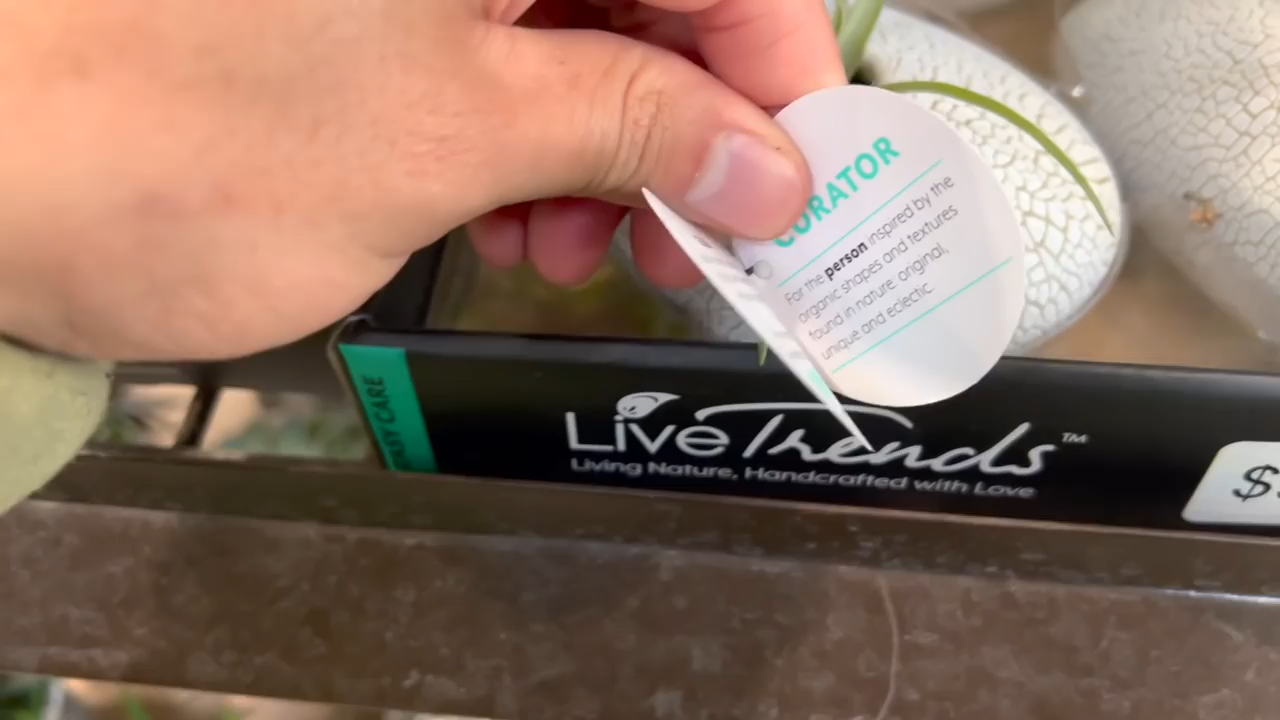 CURATOR
For the person inspired by the
organic shapes and textures
found in nature: original,
unique and eclectic.
EASY CARE
LiveTrends™
Living Nature, Handcrafted with Love
$